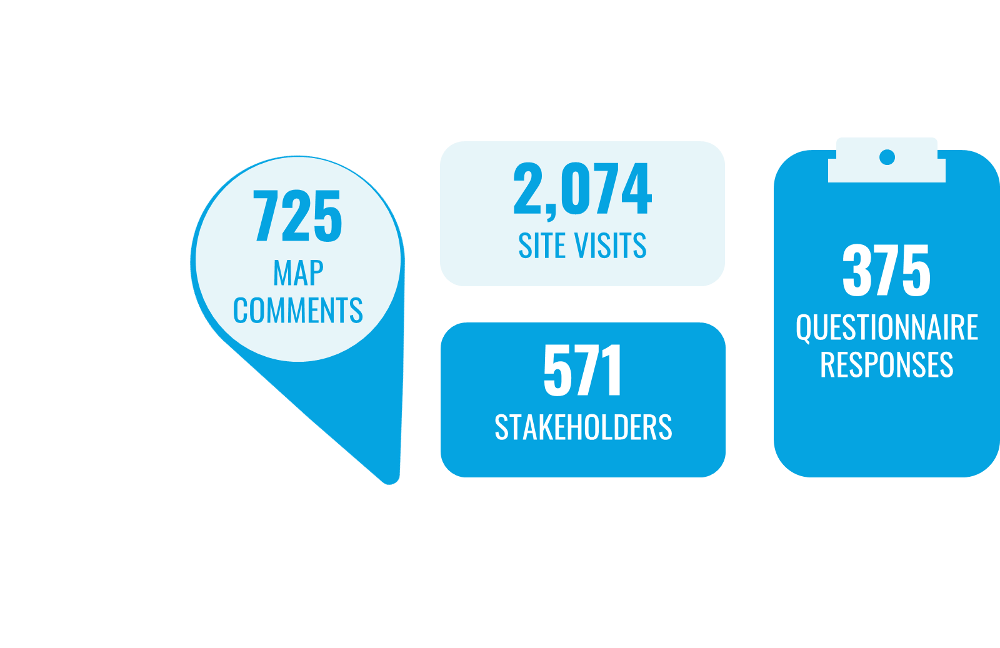 725
MAP
COMMENTS
2,074
SITE VISITS
571
STAKEHOLDERS
375
QUESTIONNAIRE
RESPONSES